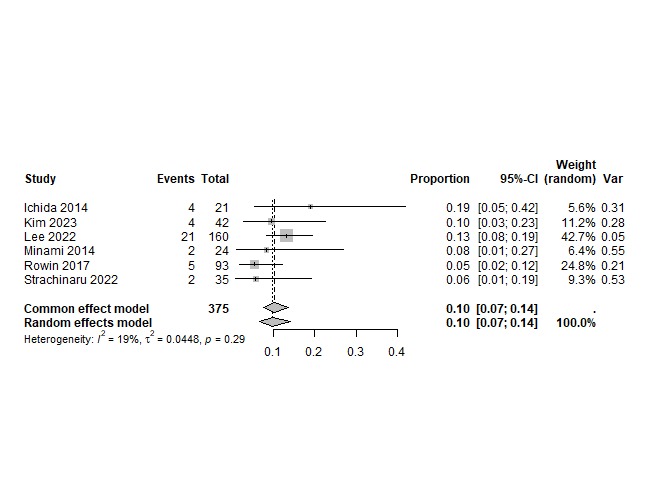 Weight
Study Events Total Proportion 95%-CI (random) Var
Ichida 2014 4 21 0.19 [0.05; 0.42] 5.6% 0.31
Kim 2023 4 42 0.10 [0.03; 0.23] 11.2% 0.28
Lee 2022 21 160 0.13 [0.08; 0.19] 42.7% 0.05
Minami 2014 2 24 0.08 [0.01; 0.27] 6.4% 0.55
Rowin 2017 5 93 0.05 [0.02; 0.12] 24.8% 0.21
Strachinaru 2022 2 35 0.06 [0.01; 0.19] 9.3% 0.53
Common effect model 375 0.10 [0.07; 0.14] .
Random effects model 0.10 [0.07; 0.14] 100.0%
Heterogeneity: I² = 19%, τ² = 0.0448, p = 0.29
0.1 0.2 0.3 0.4